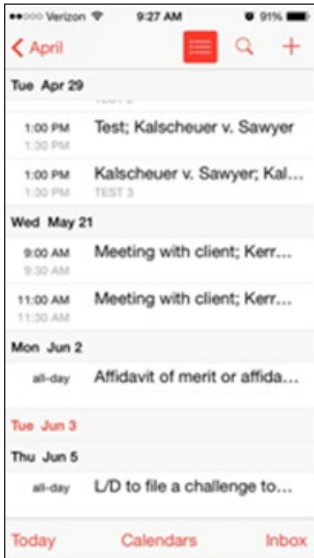 Verizon 9:27 AM 91%
April
Tue Apr 29
TEST 2
1:00 PM Test; Kalscheuer v. Sawyer
1:30 PM
1:00 PM Kalscheuer v. Sawyer; Kal...
1:30 PM TEST 3
Wed May 21
9:00 AM Meeting with client; Kerr...
9:30 AM
11:00 AM Meeting with client; Kerr...
11:30 AM
Mon Jun 2
all-day Affidavit of merit or affida...
Tue Jun 3
Thu Jun 5
all-day L/D to file a challenge to...
Today Calendars Inbox